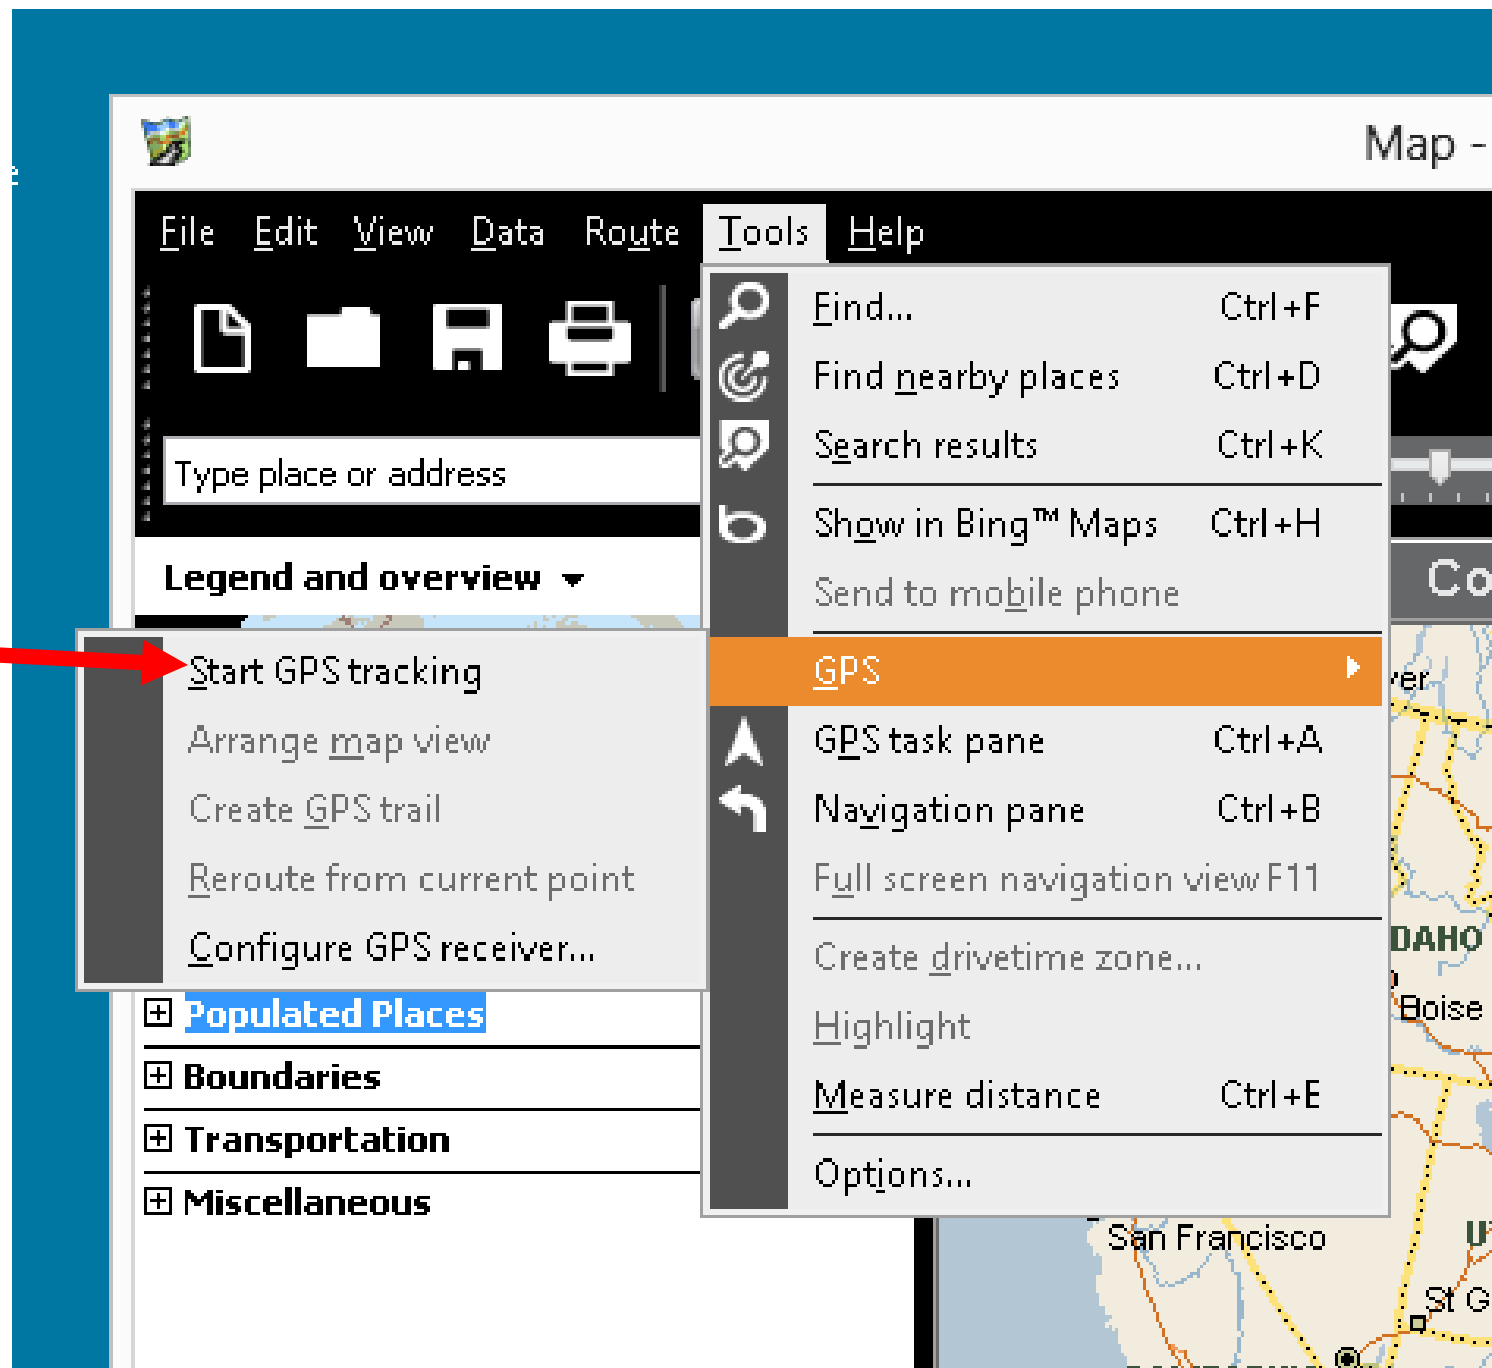 Map -
File Edit View Data Route Tools Help
Type place or address
Legend and overview
Find... Ctrl+F
Find nearby places Ctrl+D
Search results Ctrl+K
Show in Bing™ Maps Ctrl+H
Send to mobile phone
GPS
GPS task pane Ctrl+A
Navigation pane Ctrl+B
Full screen navigation view F11
Create drivetime zone...
Highlight
Measure distance Ctrl+E
Options...
Start GPS tracking
Arrange map view
Create GPS trail
Reroute from current point
Configure GPS receiver...
Populated Places
Boundaries
Transportation
Miscellaneous
Co
ver
DAHO
Boise
San Francisco
St G